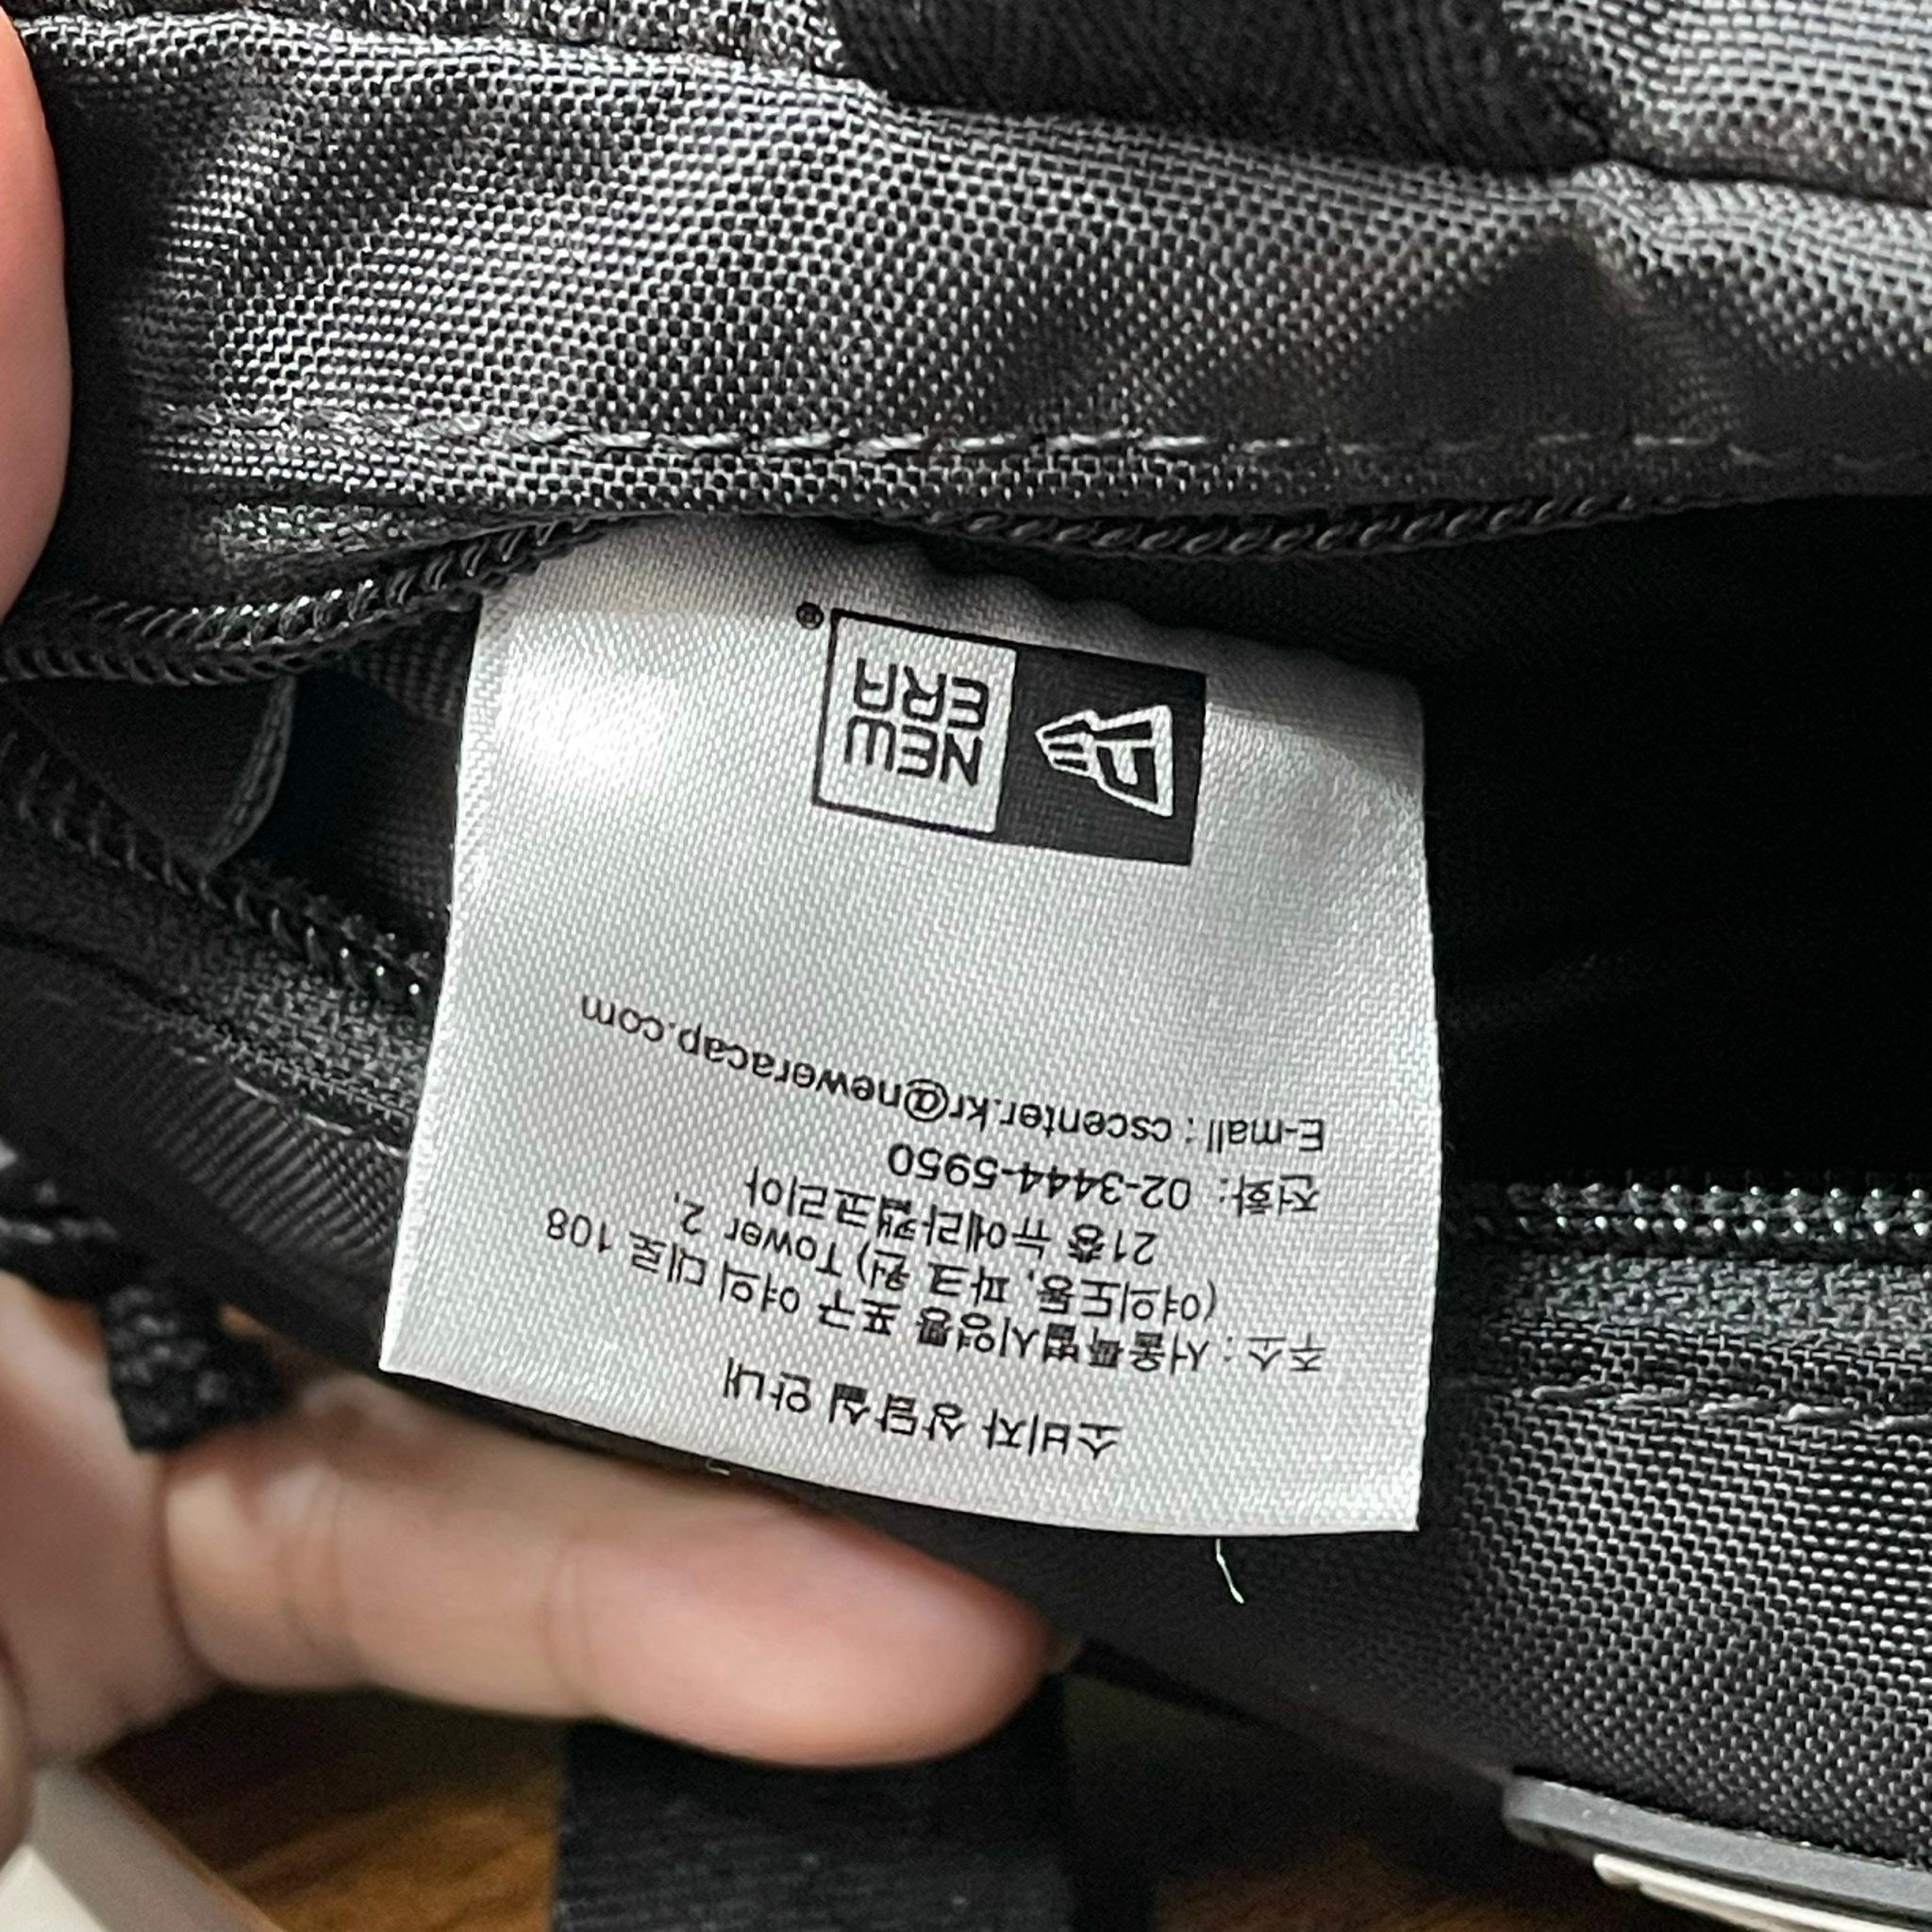 소비자 상담실 안내
주소 : 서울특별시영등 포구 여의 대로 108
(여의도동, 파크 원) Tower 2,
21층 뉴에라캡코리아
전화: 02-3444-5950
E-mall : cscenter.kr@neweracap.com
NEW
ERA®